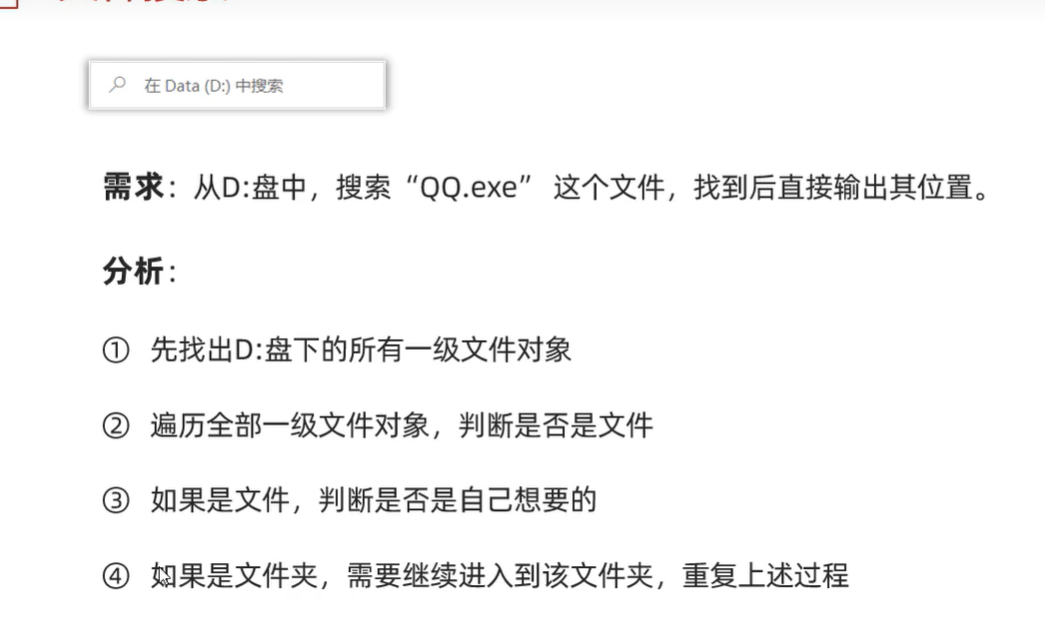 在 Data (D:) 中搜索
需求：从D:盘中，搜索“QQ.exe” 这个文件，找到后直接输出其位置。
分析：
① 先找出D:盘下的所有一级文件对象
② 遍历全部一级文件对象，判断是否是文件
③ 如果是文件，判断是否是自己想要的
④ 如果是文件夹，需要继续进入到该文件夹，重复上述过程